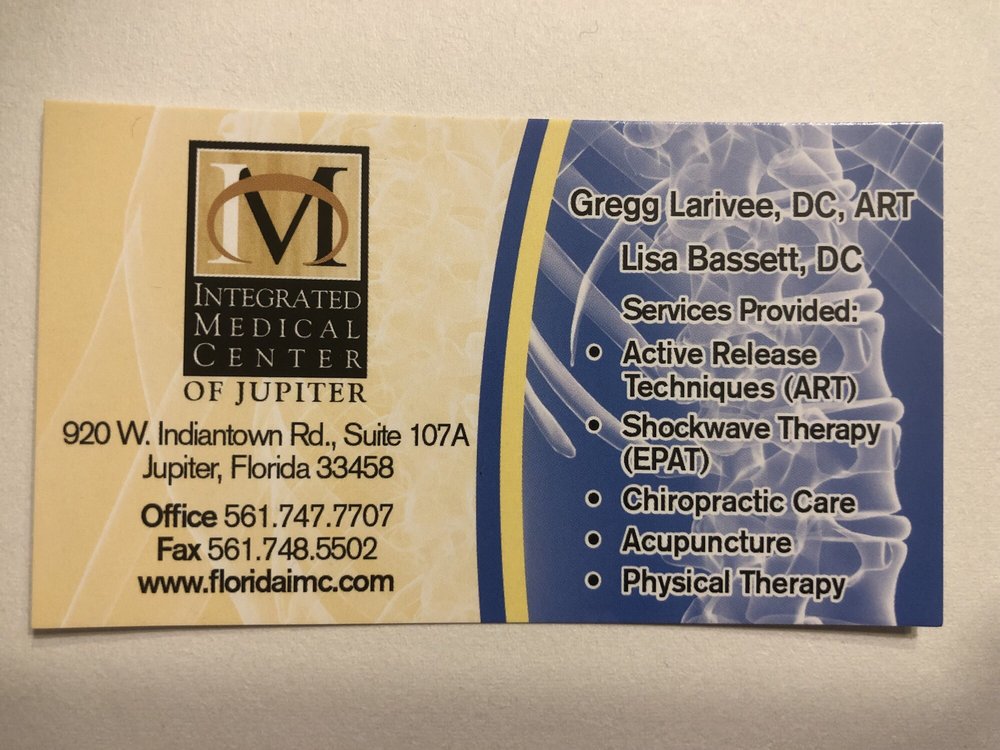 M
INTEGRATED
MEDICAL
CENTER
OF JUPITER
920 W. Indiantown Rd., Suite 107A
Jupiter, Florida 33458
Office 561.747.7707
Fax 561.748.5502
www.floridaimc.com
Gregg Larivee, DC, ART
Lisa Bassett, DC
Services Provided:
• Active Release
Techniques (ART)
• Shockwave Therapy
(EPAT)
• Chiropractic Care
• Acupuncture
• Physical Therapy